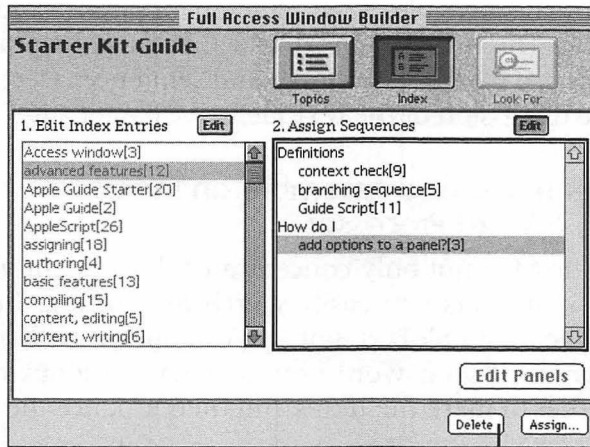 Full Access Window Builder
Starter Kit Guide
Topics
Index
Look For
1. Edit Index Entries
Edit
2. Assign Sequences
Edit
Access window[3]
advanced features[12]
Apple Guide Starter[20]
Apple Guide[2]
AppleScript[26]
assigning[18]
authoring[4]
basic features[13]
compiling[15]
content, editing[5]
content, writing[6]
Definitions
context check[9]
branching sequence[5]
Guide Script[11]
How do I
add options to a panel?[3]
Edit Panels
Delete
Assign...